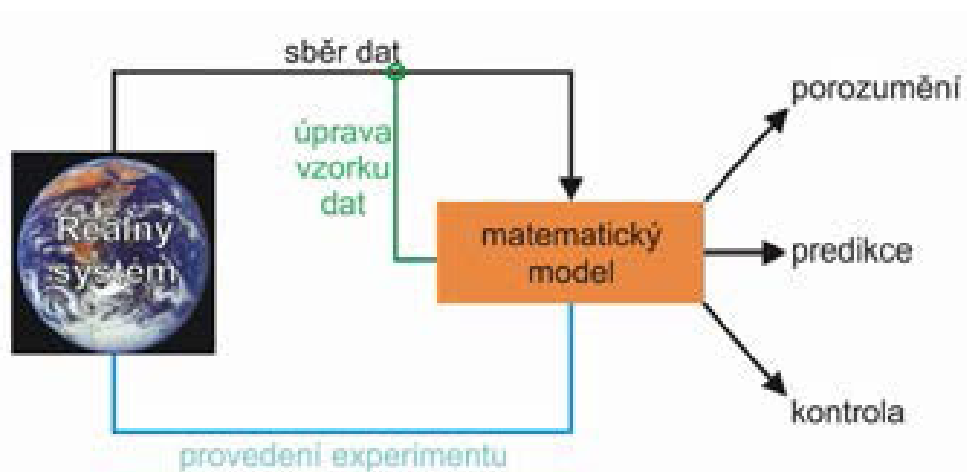 sběr dat
úprava
vzorku
dat
Reálný
systém
matematický
model
porozumění
predikce
kontrola
provedení experimentu